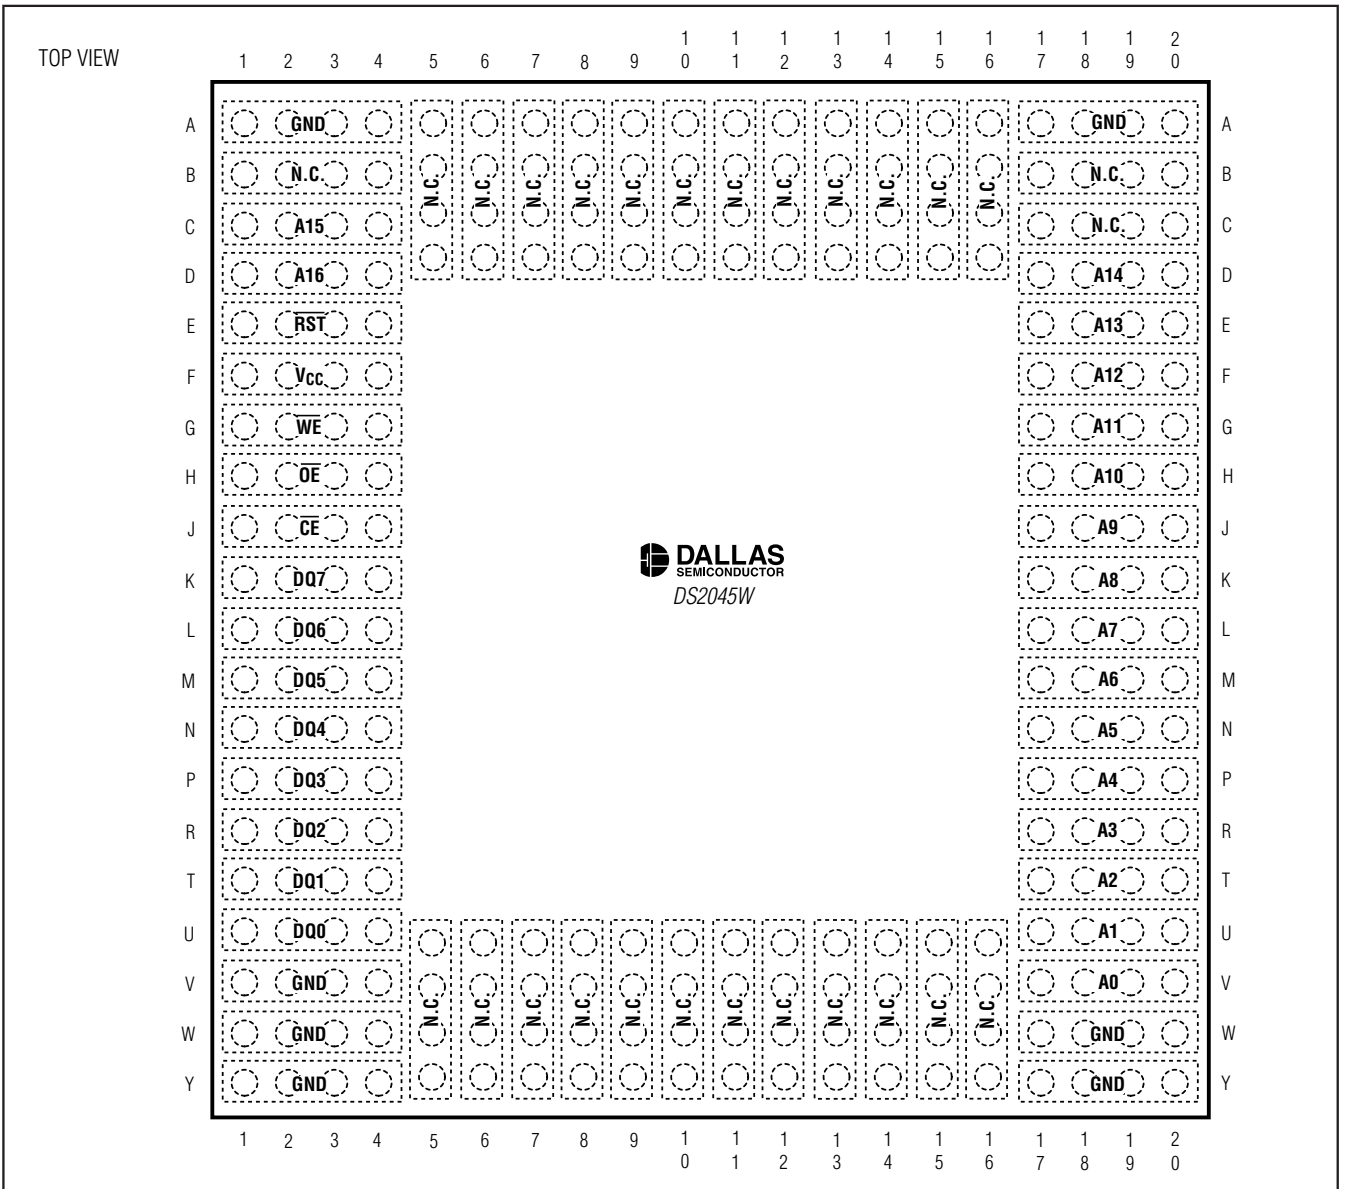 TOP VIEW
1 2 3 4 5 6 7 8 9 10 11 12 13 14 15 16 17 18 19 20
A GND N.C. N.C. N.C. N.C. N.C. N.C. N.C. N.C. N.C. N.C. N.C. N.C. GND A
B N.C. N.C. B
C A15 N.C. C
D A16 A14 D
E R̅S̅T̅ A13 E
F VCC A12 F
G W̅E̅ A11 G
H O̅E̅ A10 H
J C̅E̅ A9 J
K DQ7 A8 K
L DQ6 A7 L
M DQ5 A6 M
N DQ4 A5 N
P DQ3 A4 P
R DQ2 A3 R
T DQ1 A2 T
U DQ0 A1 U
V GND A0 V
W GND N.C. N.C. N.C. N.C. N.C. N.C. N.C. N.C. N.C. N.C. N.C. N.C. GND W
Y GND GND Y
DALLAS
SEMICONDUCTOR
DS2045W
1 2 3 4 5 6 7 8 9 10 11 12 13 14 15 16 17 18 19 20